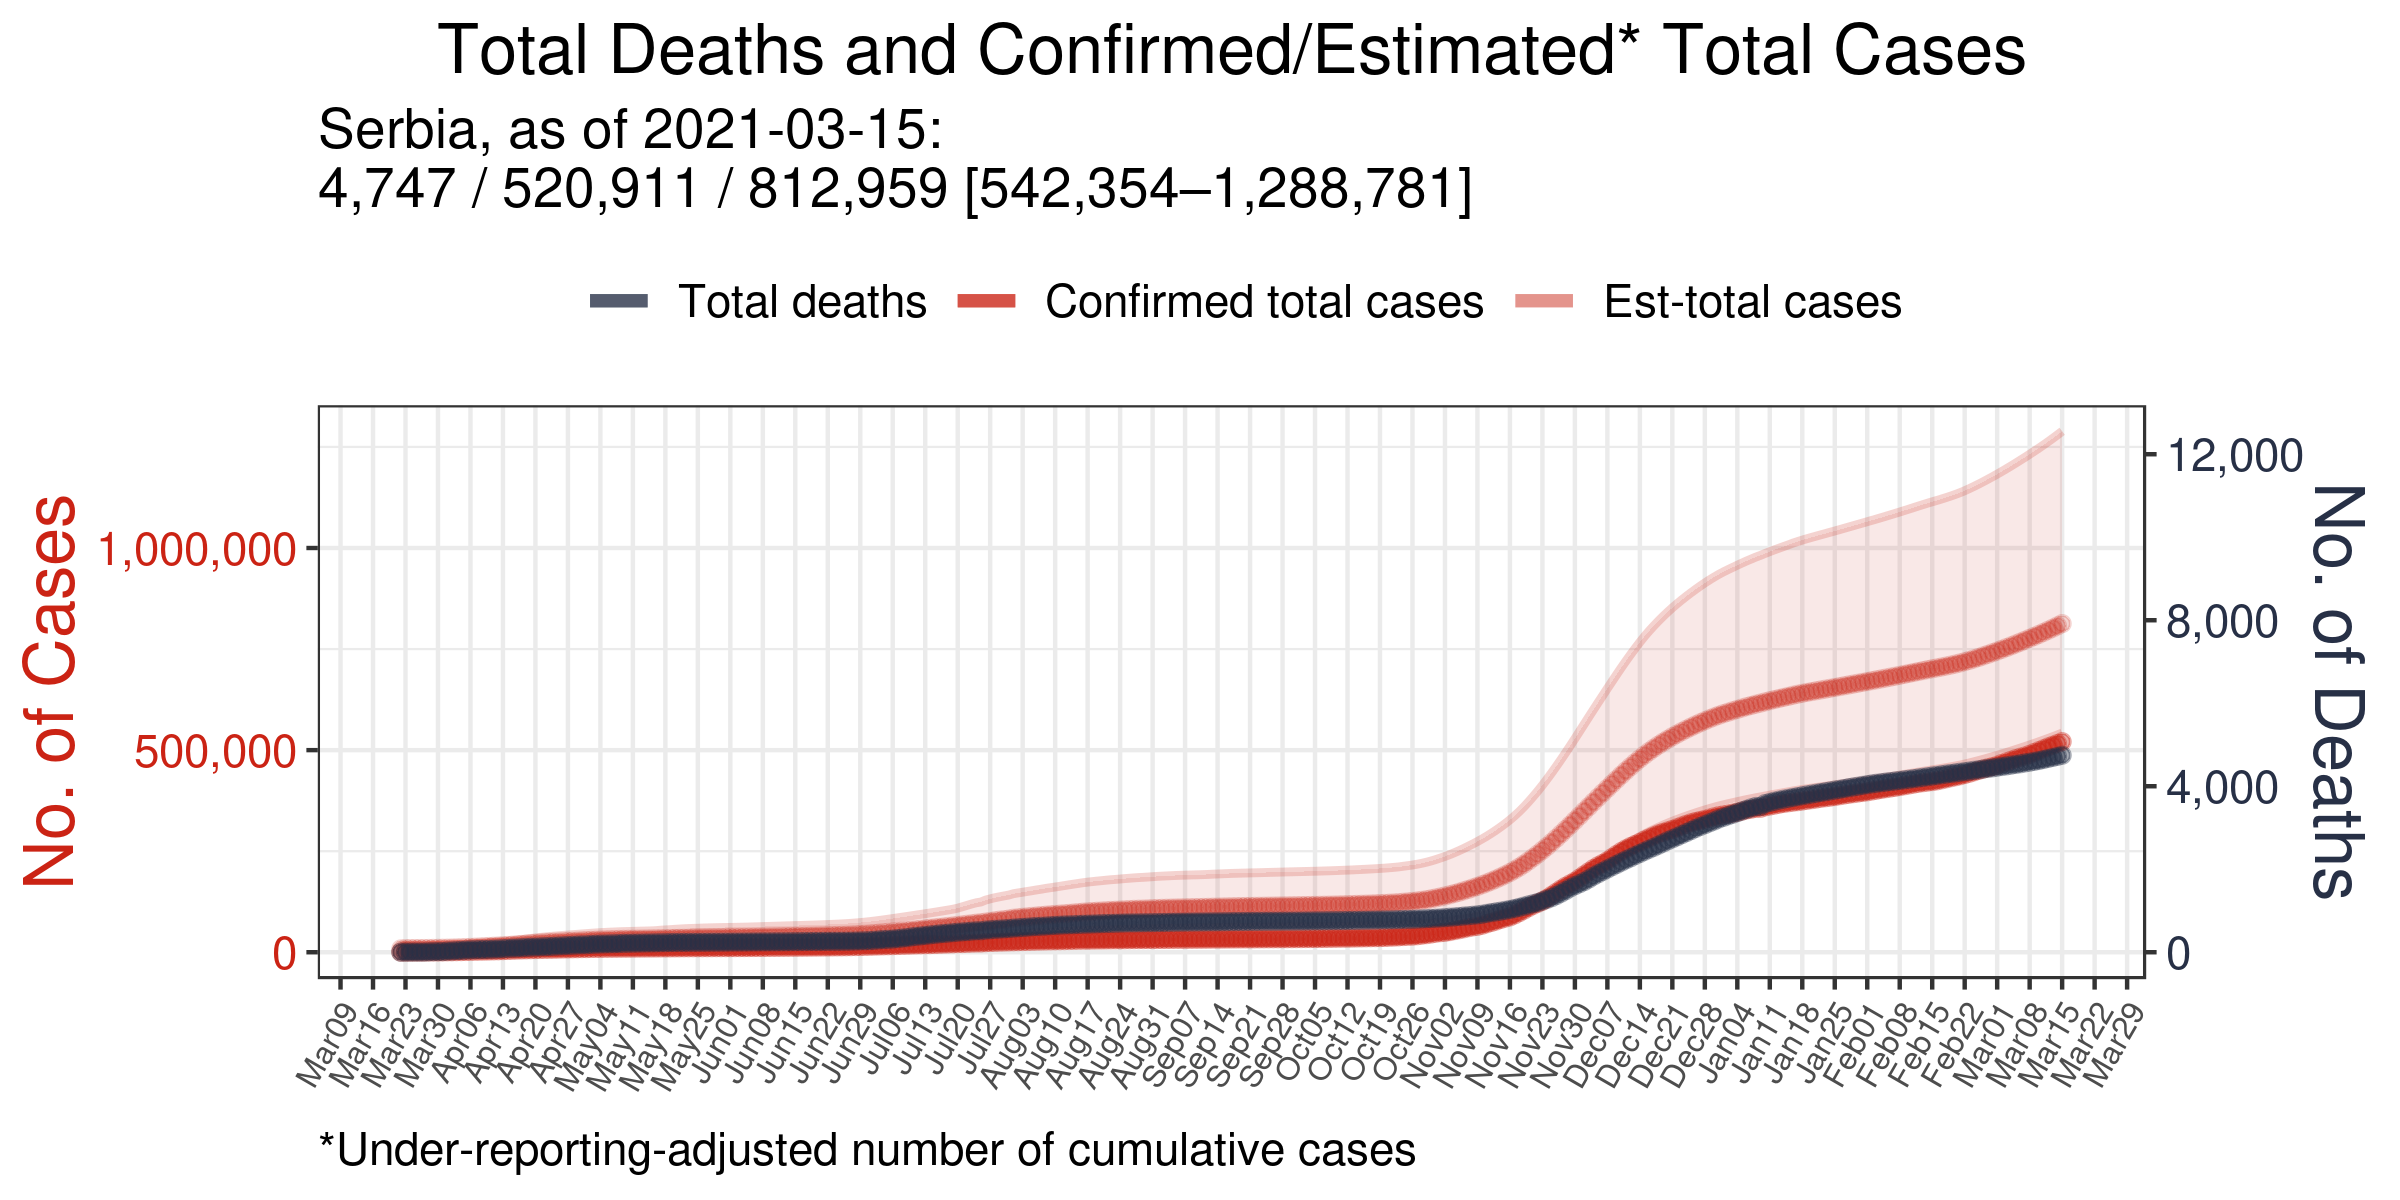 Total Deaths and Confirmed/Estimated* Total Cases
Serbia, as of 2021-03-15:
4,747 / 520,911 / 812,959 [542,354–1,288,781]
Total deaths
Confirmed total cases
Est-total cases
No. of Cases
1,000,000
500,000
0
12,000
8,000
4,000
0
No. of Deaths
Mar09
Mar16
Mar23
Mar30
Apr06
Apr13
Apr20
Apr27
May04
May11
May18
May25
Jun01
Jun08
Jun15
Jun22
Jun29
Jul06
Jul13
Jul20
Jul27
Aug03
Aug10
Aug17
Aug24
Aug31
Sep07
Sep14
Sep21
Sep28
Oct05
Oct12
Oct19
Oct26
Nov02
Nov09
Nov16
Nov23
Nov30
Dec07
Dec14
Dec21
Dec28
Jan04
Jan11
Jan18
Jan25
Feb01
Feb08
Feb15
Feb22
Mar01
Mar08
Mar15
Mar22
Mar29
*Under-reporting-adjusted number of cumulative cases